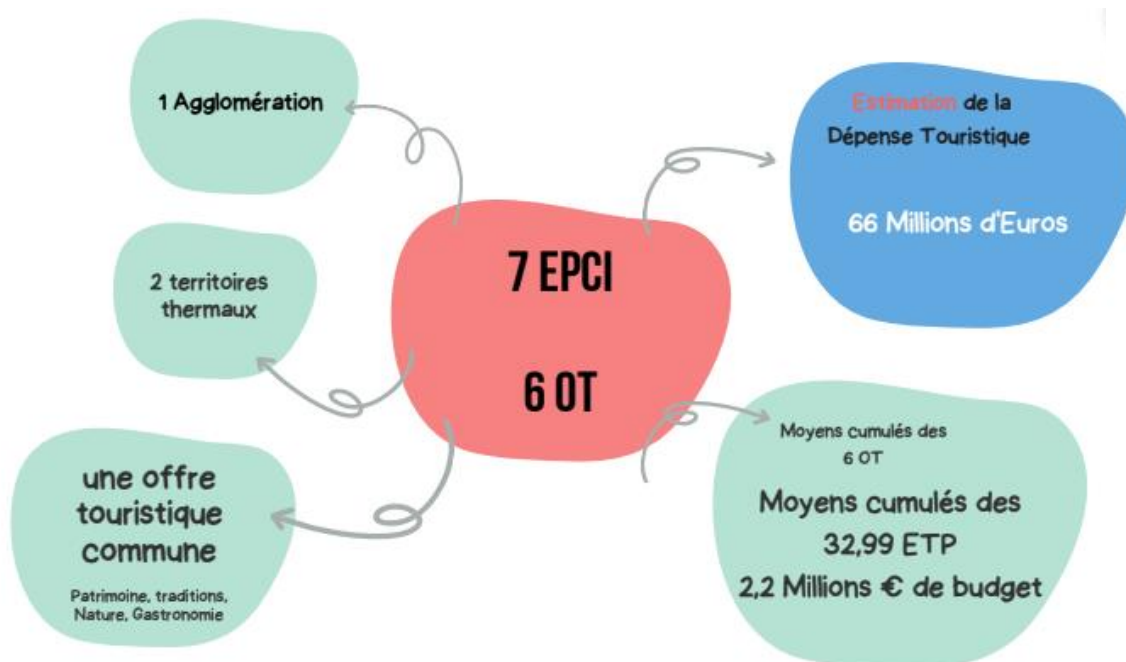 1 Agglomération
Estimation de la
Dépense Touristique
66 Millions d'Euros
7 EPCI
6 OT
2 territoires
thermaux
une offre
touristique
commune
Patrimoine, traditions,
Nature, Gastronomie
Moyens cumulés des
6 OT
Moyens cumulés des
32,99 ETP
2,2 Millions € de budget